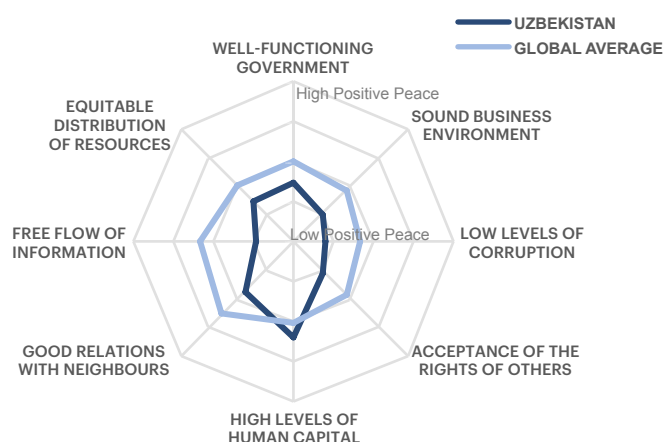 UZBEKISTAN
GLOBAL AVERAGE
WELL-FUNCTIONING
GOVERNMENT
High Positive Peace
EQUITABLE
DISTRIBUTION
OF RESOURCES
SOUND BUSINESS
ENVIRONMENT
FREE FLOW OF
INFORMATION
Low Positive Peace
LOW LEVELS OF
CORRUPTION
GOOD RELATIONS
WITH NEIGHBOURS
ACCEPTANCE OF THE
RIGHTS OF OTHERS
HIGH LEVELS OF
HUMAN CAPITAL